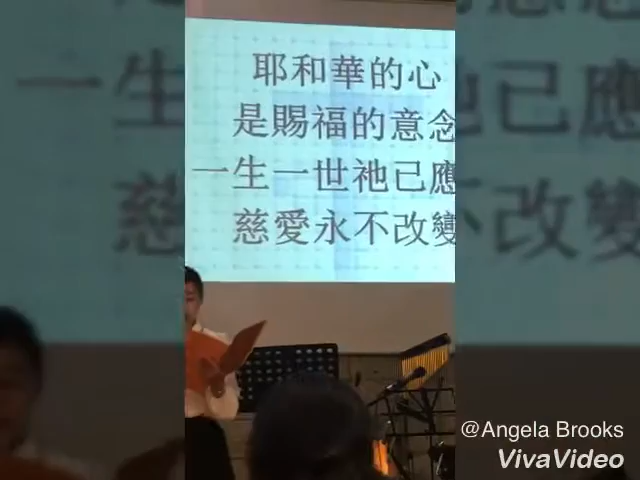 耶和華的心
是賜福的意念
一生一世祂己應
慈愛永不改變
@Angela Brooks
VivaVideo